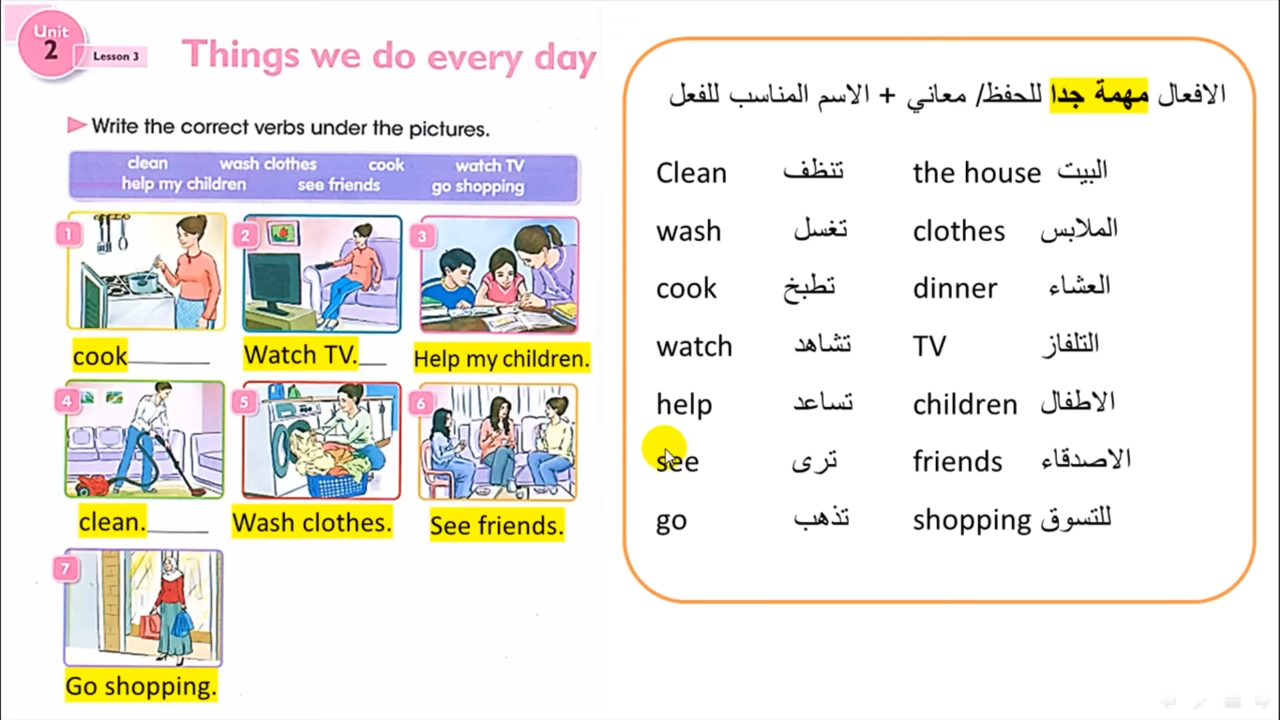 Unit
2
Lesson 3
Things we do every day
Write the correct verbs under the pictures.
clean wash clothes cook watch TV
help my children see friends go shopping
1
2
3
cook
Watch TV.
Help my children.
4
5
6
clean.
Wash clothes.
See friends.
7
Go shopping.
الافعال مهمة جدا للحفظ/ معاني + الاسم المناسب للفعل
Clean تنظف the house البيت
wash تغسل clothes الملابس
cook تطبخ dinner العشاء
watch تشاهد TV التلفاز
help تساعد children الاطفال
see ترى friends الاصدقاء
go تذهب shopping للتسوق